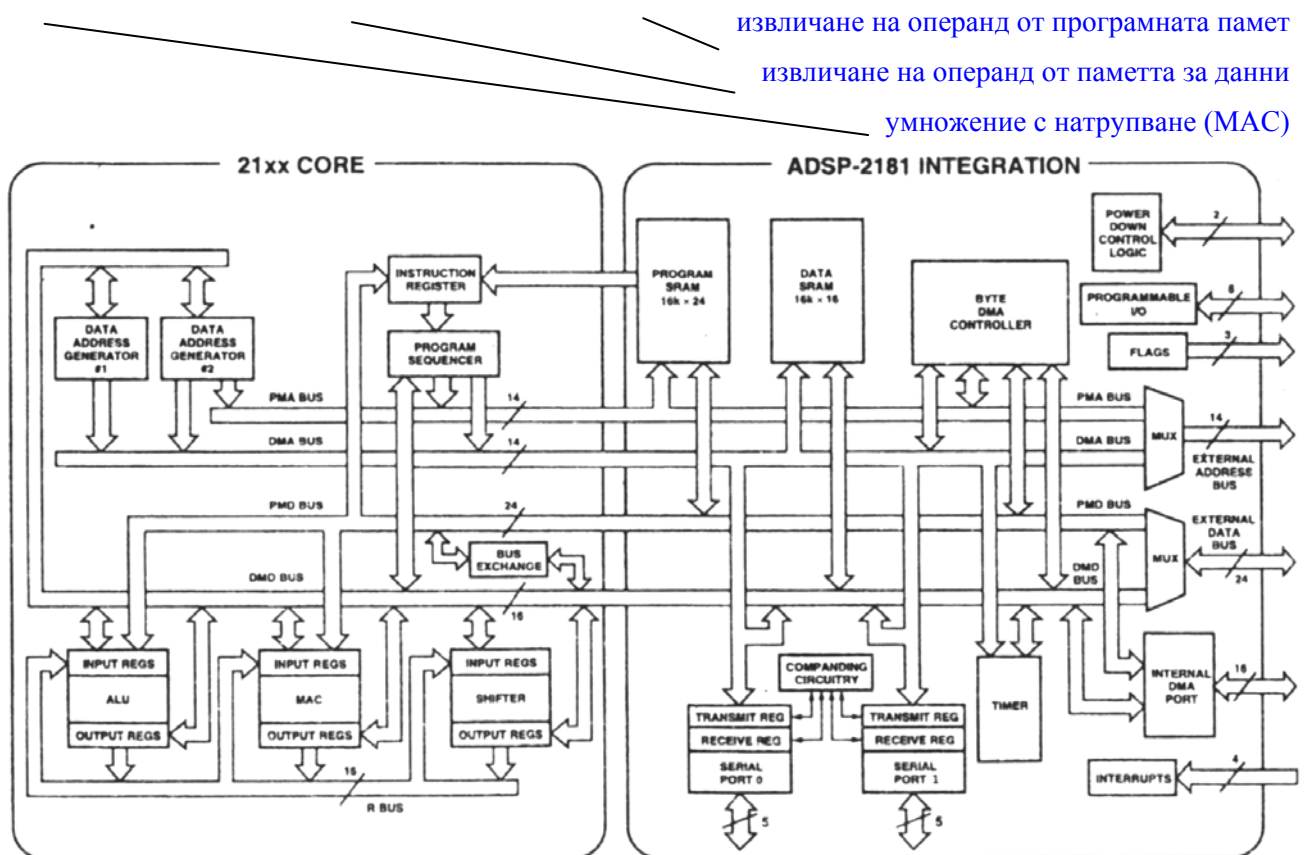 извличане на операнд от програмната памет
извличане на операнд от паметта за данни
умножение с натрупване (MAC)
21xx CORE
ADSP-2181 INTEGRATION
INSTRUCTION
REGISTER
DATA
ADDRESS
GENERATOR
#1
DATA
ADDRESS
GENERATOR
#2
PROGRAM
SEQUENCER
PROGRAM
SRAM
16k × 24
DATA
SRAM
16k × 16
BYTE
DMA
CONTROLLER
POWER
DOWN
CONTROL
LOGIC
2
PROGRAMMABLE
I/O
8
FLAGS
3
PMA BUS
14
PMA BUS
DMA BUS
14
DMA BUS
MUX
14
EXTERNAL
ADDRESS
BUS
PMD BUS
24
PMD BUS
BUS
EXCHANGE
DMD BUS
16
DMD
BUS
MUX
EXTERNAL
DATA
BUS
24
INPUT REGS
ALU
OUTPUT REGS
INPUT REGS
MAC
OUTPUT REGS
INPUT REGS
SHIFTER
OUTPUT REGS
16
R BUS
COMPANDING
CIRCUITRY
TRANSMIT REG
RECEIVE REG
SERIAL
PORT 0
5
TRANSMIT REG
RECEIVE REG
SERIAL
PORT 1
5
TIMER
INTERNAL
DMA
PORT
16
INTERRUPTS
4